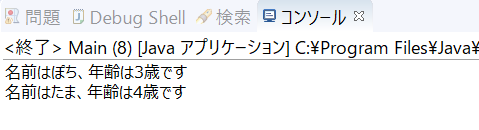 問題 Debug Shell 検索 コンソール
<終了> Main (8) [Java アプリケーション] C:¥Program Files¥Java¥
名前はぽち、年齢は3歳です
名前はたま、年齢は4歳です